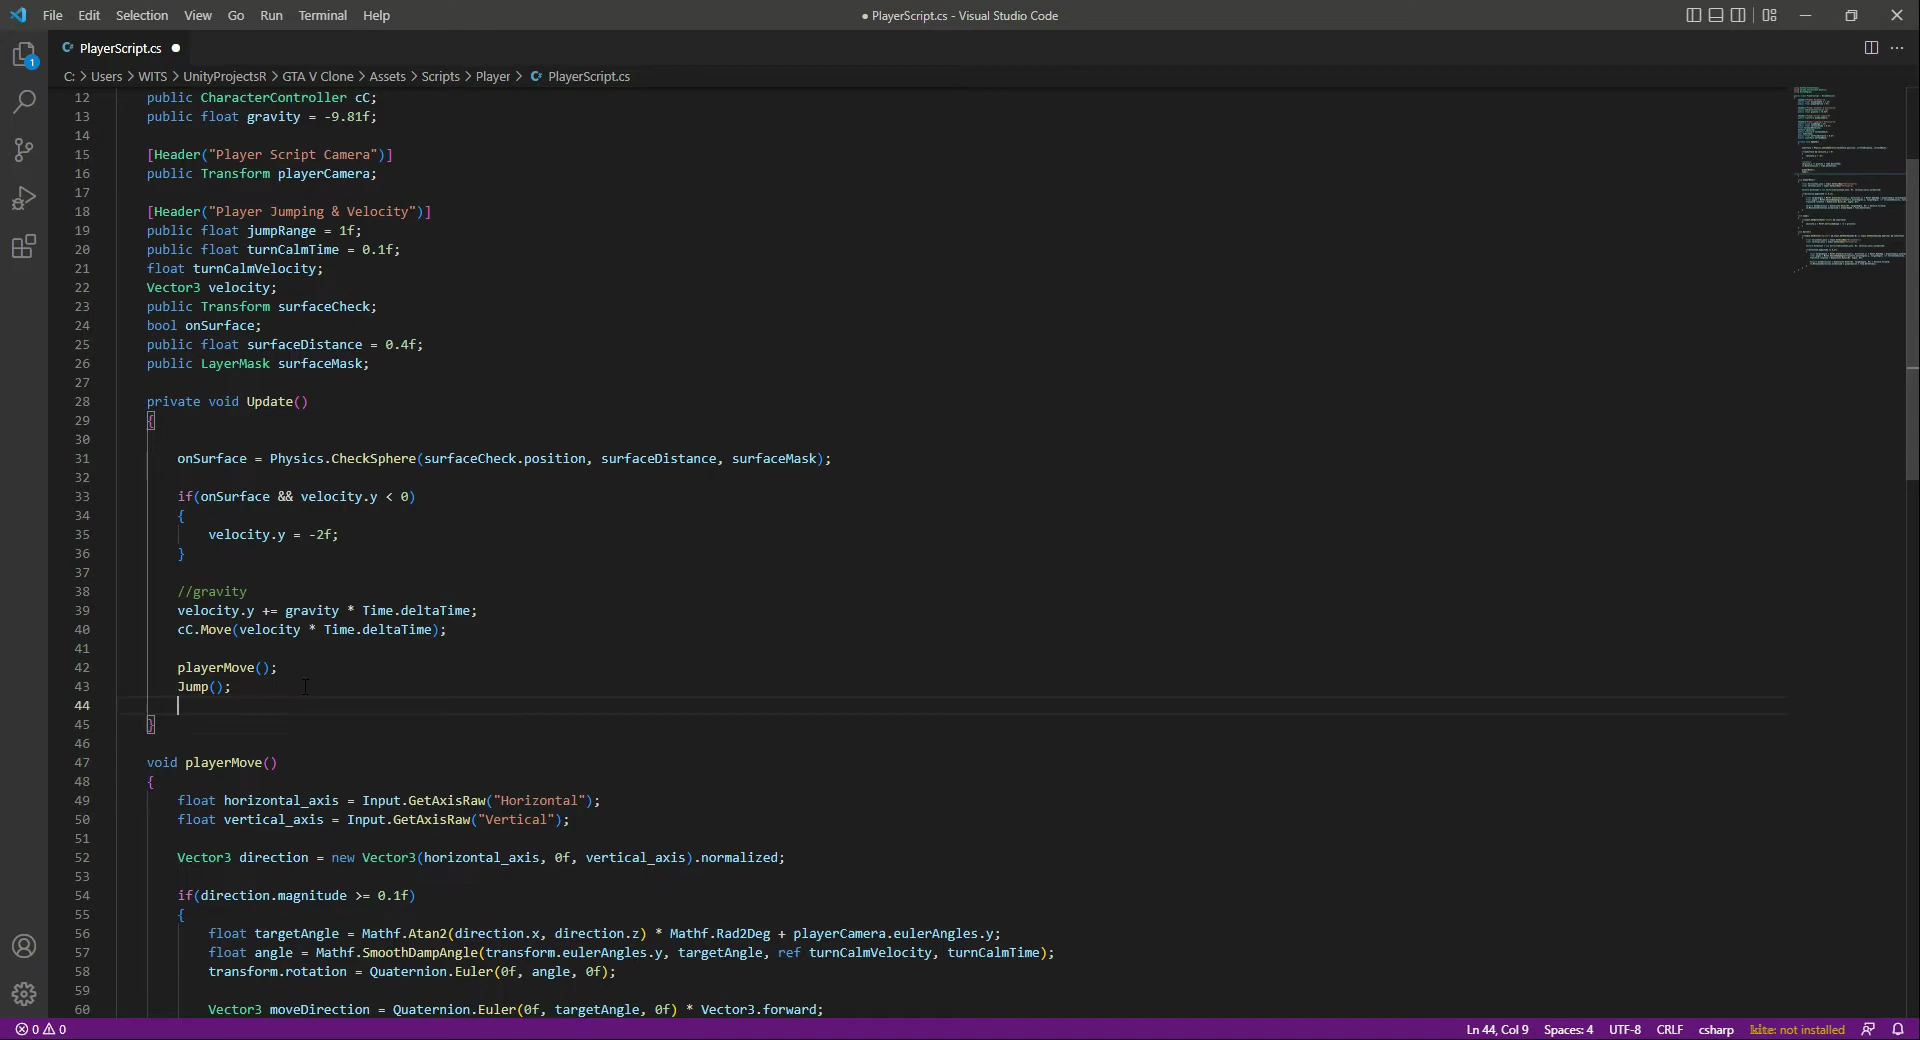 File Edit Selection View Go Run Terminal Help
● PlayerScript.cs - Visual Studio Code
PlayerScript.cs ●
C: > Users > WITS > UnityProjectsR > GTA V Clone > Assets > Scripts > Player > PlayerScript.cs
1
12 public CharacterController cC;
13 public float gravity = -9.81f;
14
15 [Header("Player Script Camera")]
16 public Transform playerCamera;
17
18 [Header("Player Jumping & Velocity")]
19 public float jumpRange = 1f;
20 public float turnCalmTime = 0.1f;
21 float turnCalmVelocity;
22 Vector3 velocity;
23 public Transform surfaceCheck;
24 bool onSurface;
25 public float surfaceDistance = 0.4f;
26 public LayerMask surfaceMask;
27
28 private void Update()
29 {
30
31 onSurface = Physics.CheckSphere(surfaceCheck.position, surfaceDistance, surfaceMask);
32
33 if(onSurface && velocity.y < 0)
34 {
35 velocity.y = -2f;
36 }
37
38 //gravity
39 velocity.y += gravity * Time.deltaTime;
40 cC.Move(velocity * Time.deltaTime);
41
42 playerMove();
43 Jump();
44
45 }
46
47 void playerMove()
48 {
49 float horizontal_axis = Input.GetAxisRaw("Horizontal");
50 float vertical_axis = Input.GetAxisRaw("Vertical");
51
52 Vector3 direction = new Vector3(horizontal_axis, 0f, vertical_axis).normalized;
53
54 if(direction.magnitude >= 0.1f)
55 {
56 float targetAngle = Mathf.Atan2(direction.x, direction.z) * Mathf.Rad2Deg + playerCamera.eulerAngles.y;
57 float angle = Mathf.SmoothDampAngle(transform.eulerAngles.y, targetAngle, ref turnCalmVelocity, turnCalmTime);
58 transform.rotation = Quaternion.Euler(0f, angle, 0f);
59
60 Vector3 moveDirection = Quaternion.Euler(0f, targetAngle, 0f) * Vector3.forward;
0 0 Ln 44, Col 9 Spaces: 4 UTF-8 CRLF csharp kite: not installed